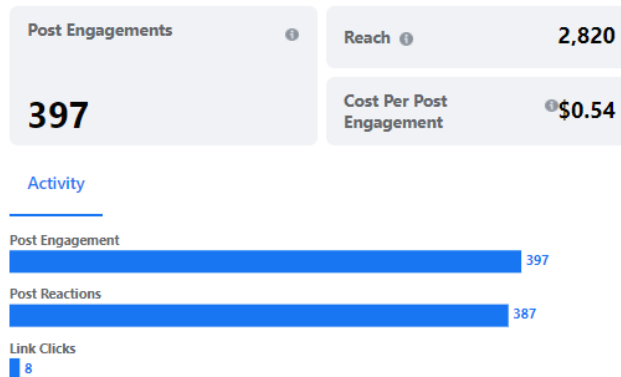 Post Engagements
397
Reach
2,820
Cost Per Post
Engagement
$0.54
Activity
Post Engagement
397
Post Reactions
387
Link Clicks
8